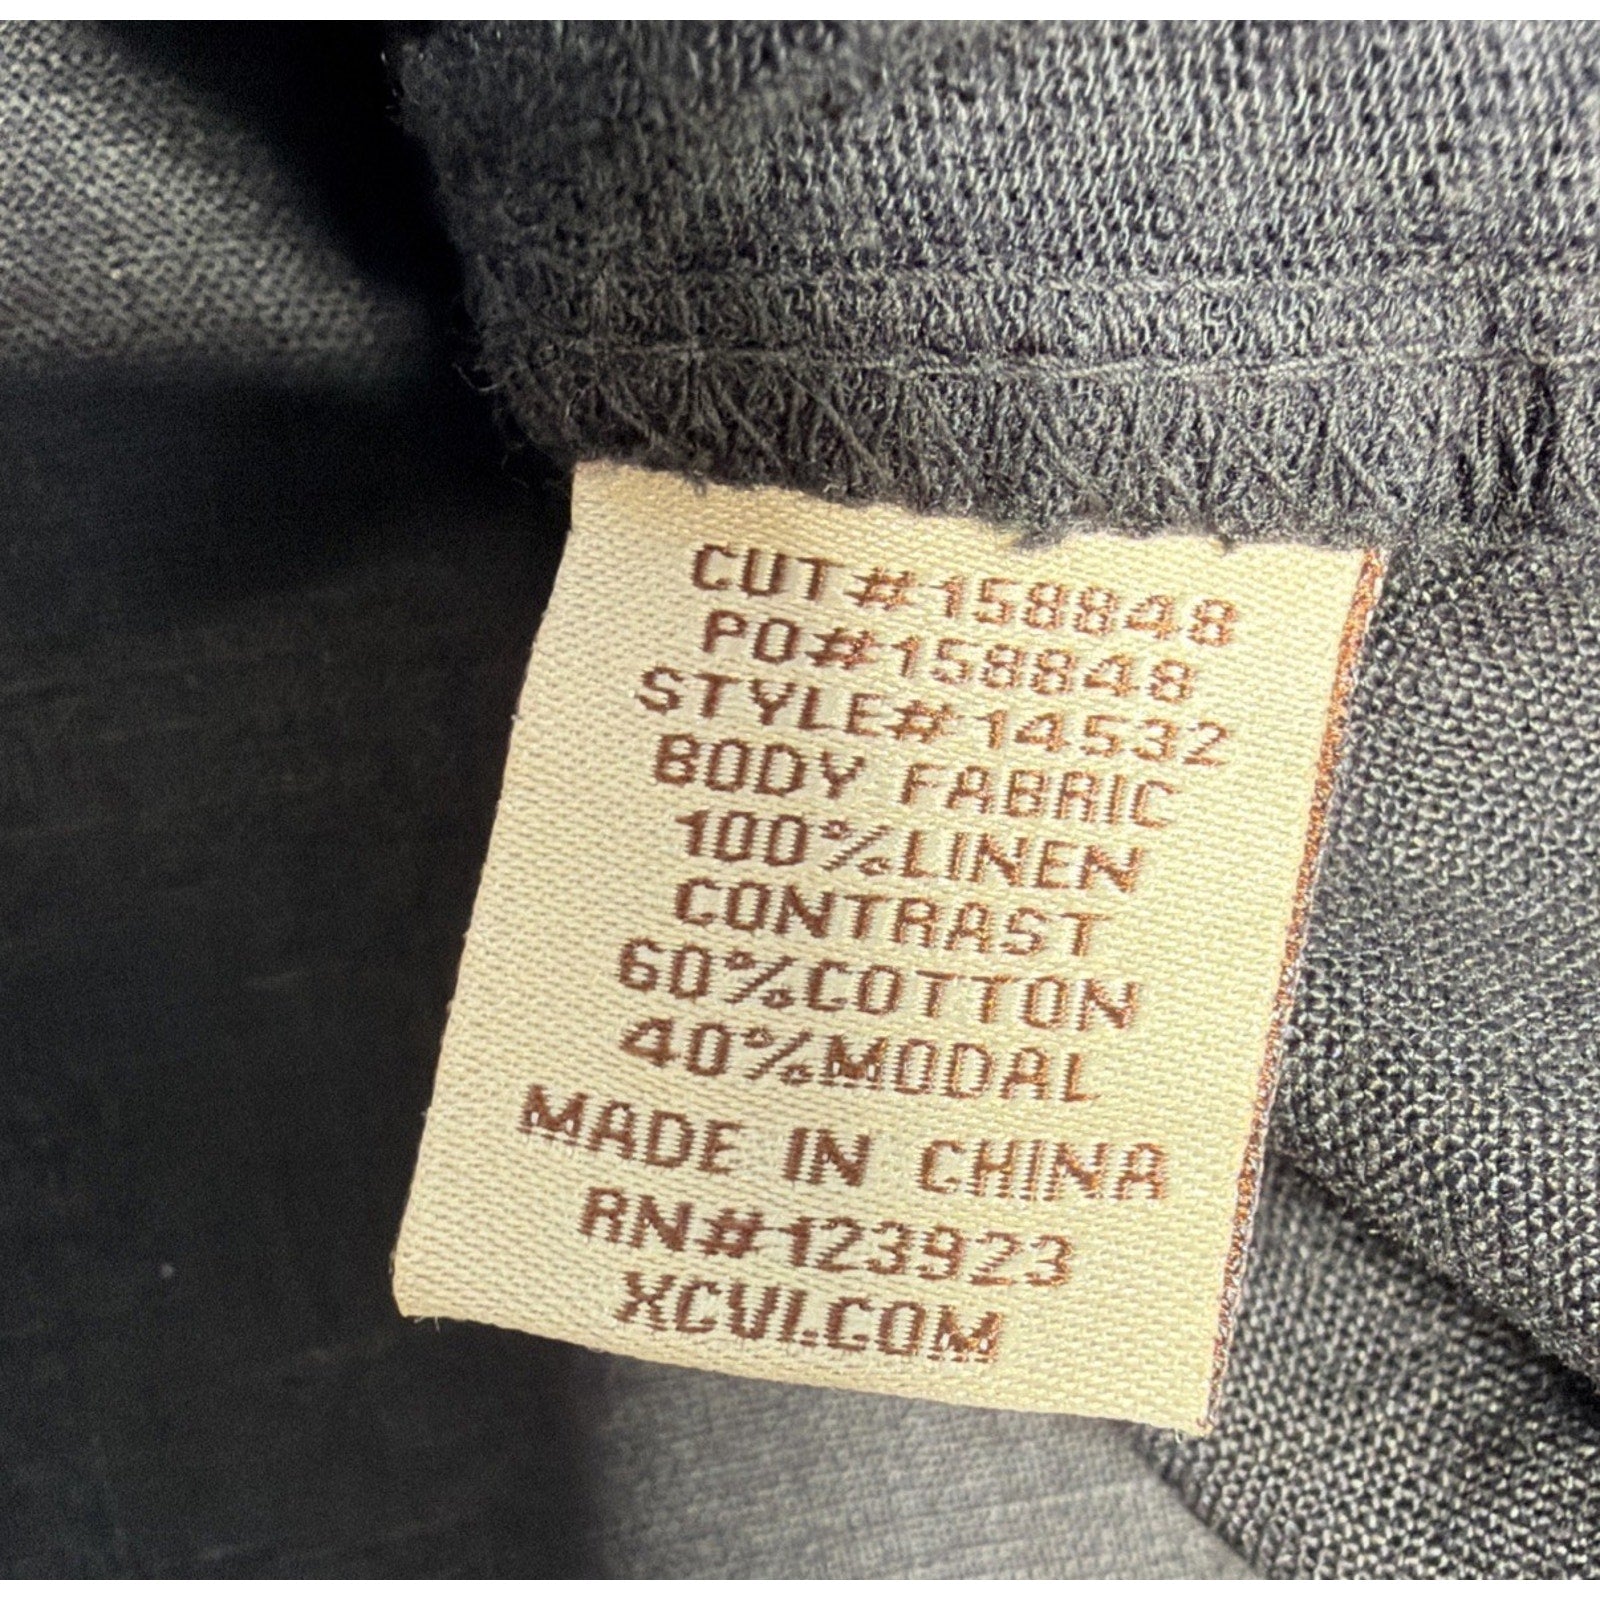 CUT#158848
PO#158848
STYLE#14532
BODY FABRIC
100%LINEN
CONTRAST
60%COTTON
40%MODAL
MADE IN CHINA
RN#123923
XCVI.COM